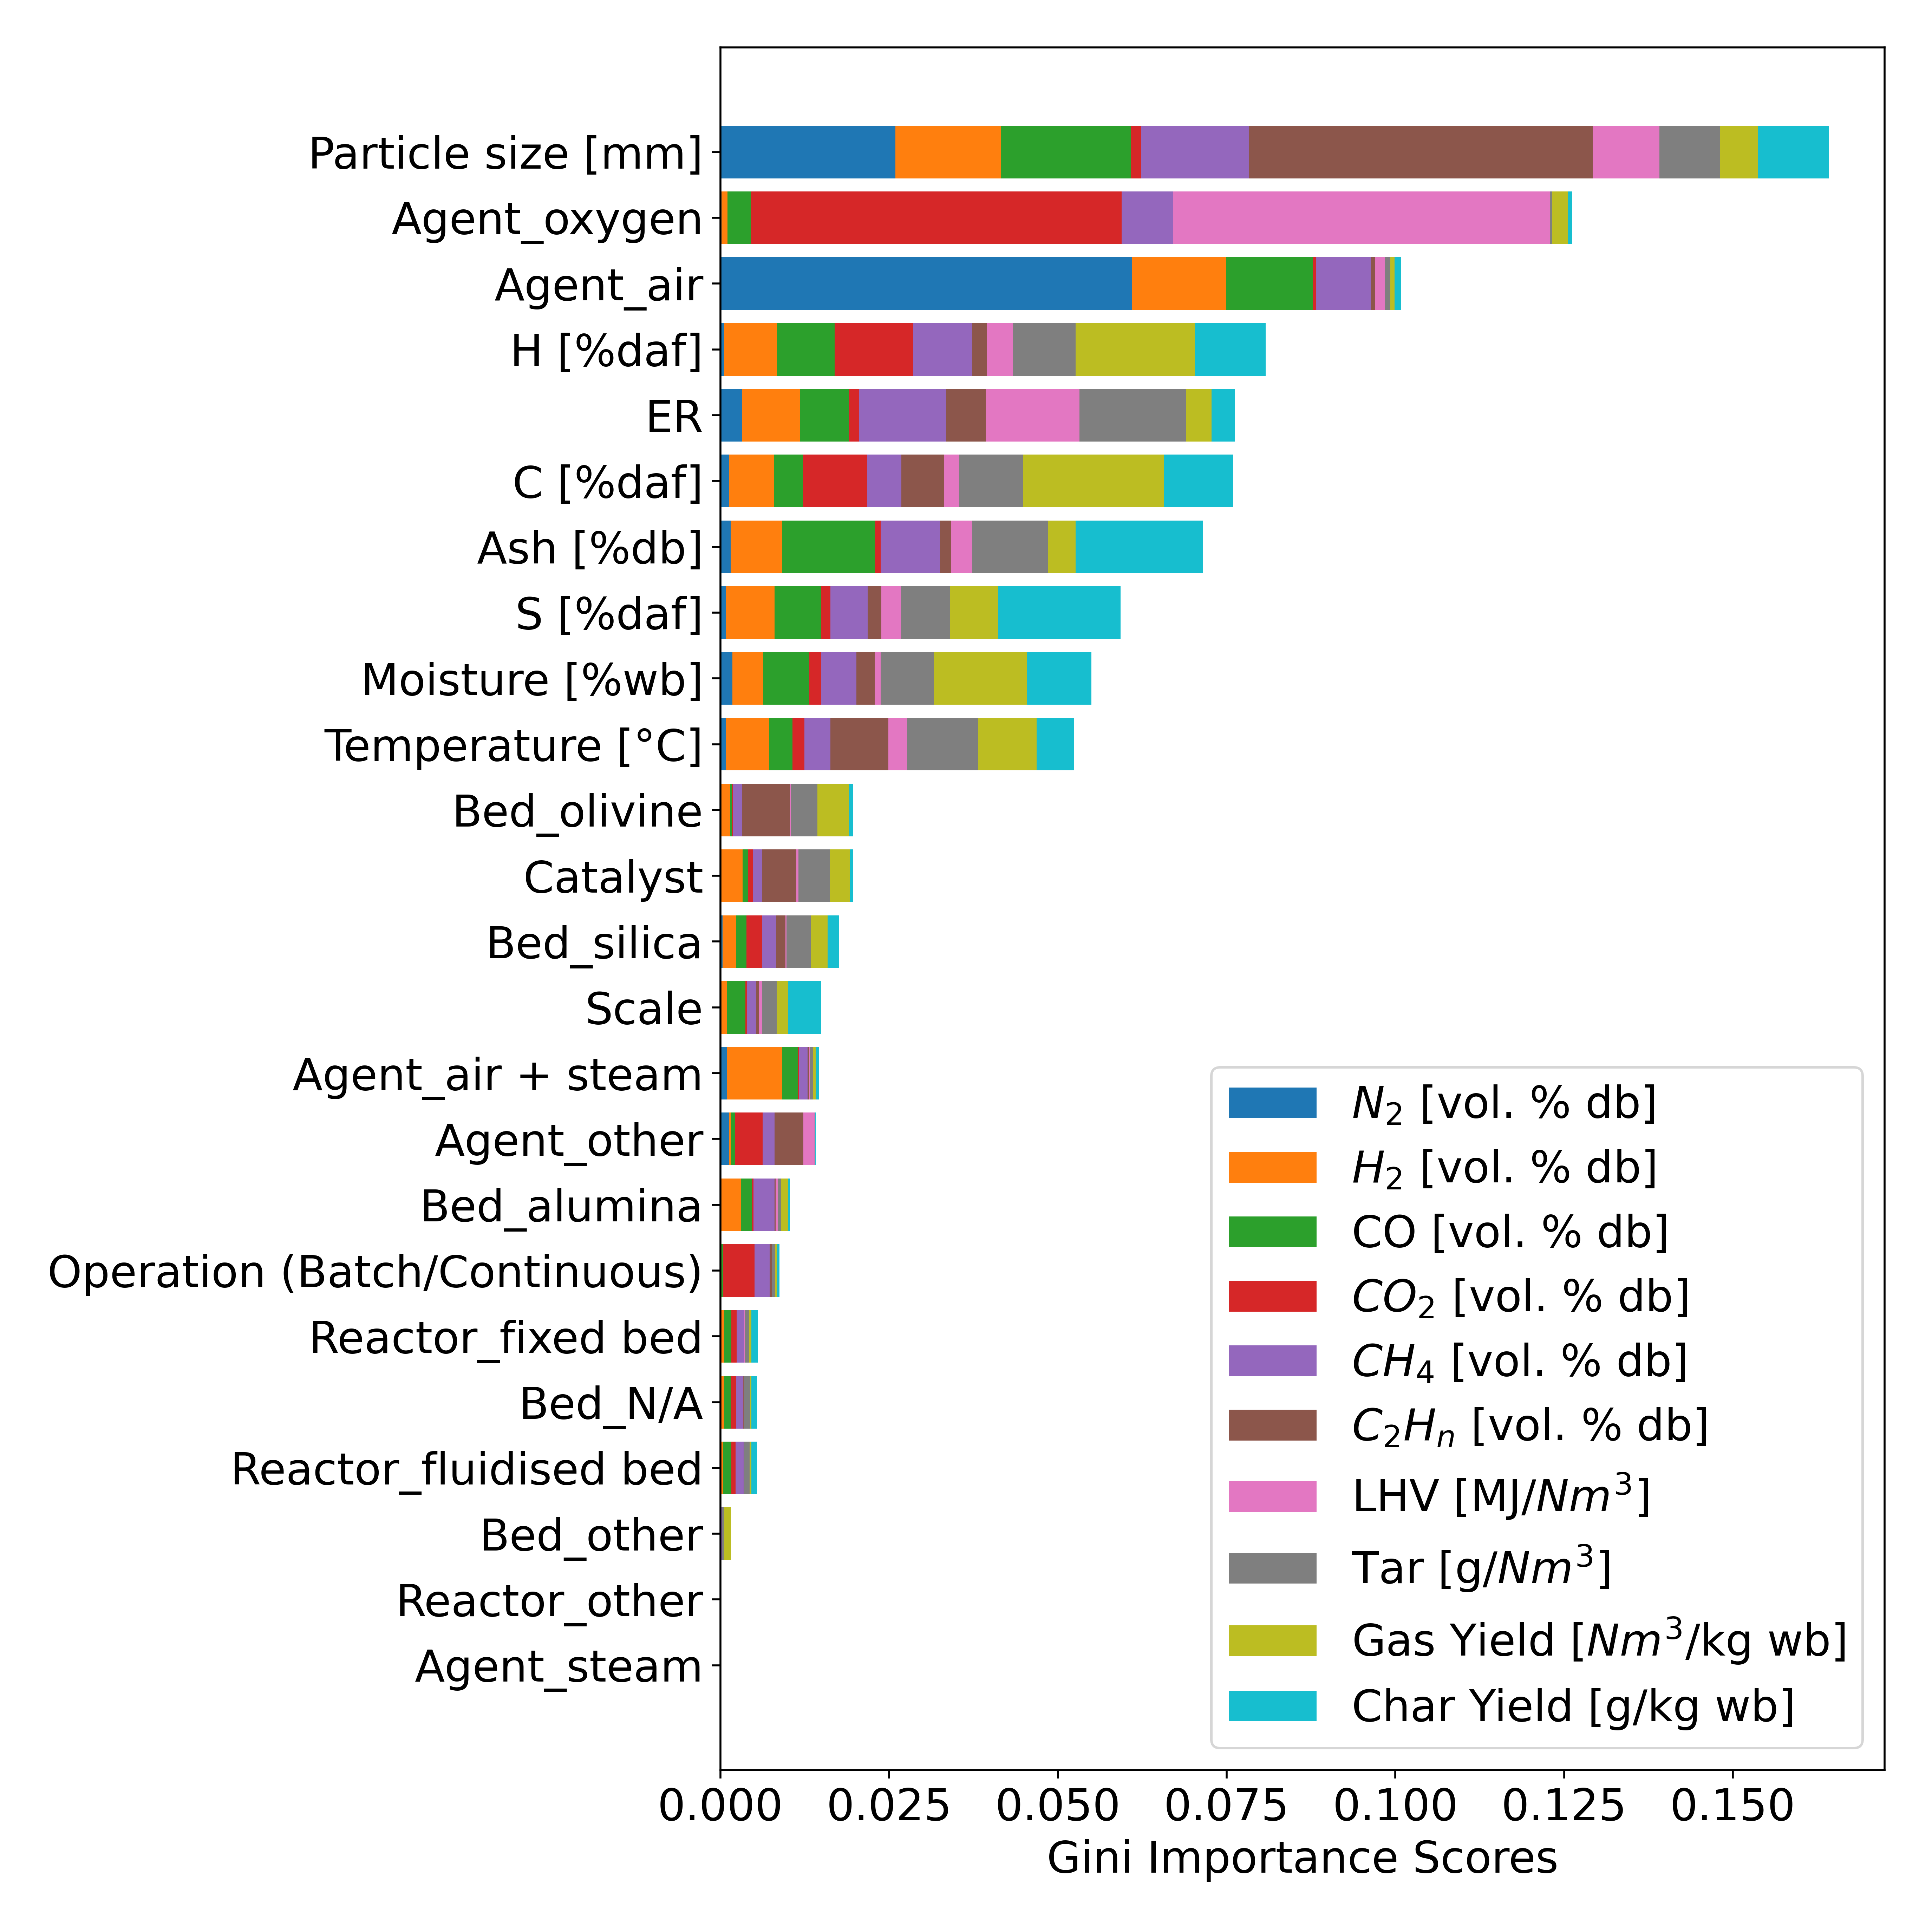 Particle size [mm]
Agent_oxygen
Agent_air
H [%daf]
ER
C [%daf]
Ash [%db]
S [%daf]
Moisture [%wb]
Temperature [°C]
Bed_olivine
Catalyst
Bed_silica
Scale
Agent_air + steam
Agent_other
Bed_alumina
Operation (Batch/Continuous)
Reactor_fixed bed
Bed_N/A
Reactor_fluidised bed
Bed_other
Reactor_other
Agent_steam
N₂ [vol. % db]
H₂ [vol. % db]
CO [vol. % db]
CO₂ [vol. % db]
CH₄ [vol. % db]
C₂Hₙ [vol. % db]
LHV [MJ/Nm³]
Tar [g/Nm³]
Gas Yield [Nm³/kg wb]
Char Yield [g/kg wb]
0.000 0.025 0.050 0.075 0.100 0.125 0.150
Gini Importance Scores